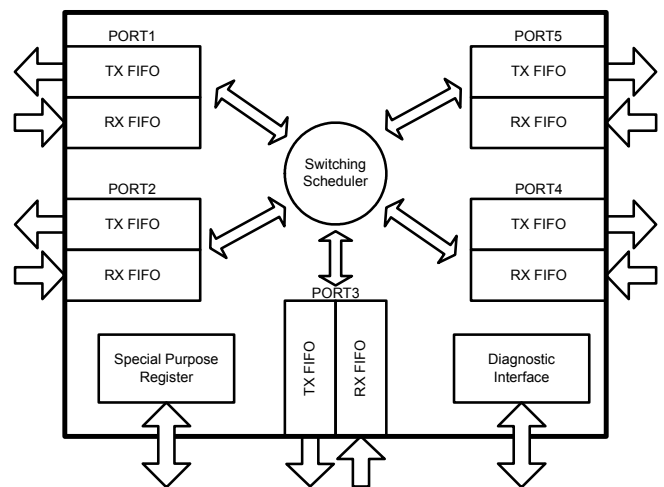 PORT1
TX FIFO
RX FIFO
PORT5
TX FIFO
RX FIFO
Switching
Scheduler
PORT2
TX FIFO
RX FIFO
PORT4
TX FIFO
RX FIFO
PORT3
TX FIFO
RX FIFO
Special Purpose
Register
Diagnostic
Interface